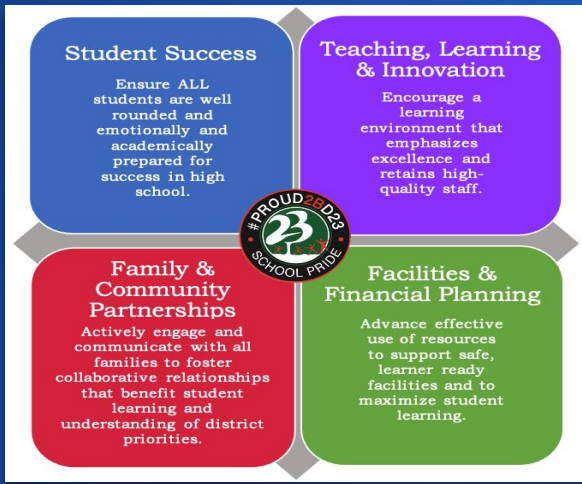 Student Success
Ensure ALL
students are well
rounded and
emotionally and
academically
prepared for
success in high
school.
Teaching, Learning
& Innovation
Encourage a
learning
environment that
emphasizes
excellence and
retains high-
quality staff.
#PROUD2BD23
23
SCHOOL PRIDE
Family &
Community
Partnerships
Actively engage and
communicate with all
families to foster
collaborative relationships
that benefit student
learning and
understanding of district
priorities.
Facilities &
Financial Planning
Advance effective
use of resources
to support safe,
learner ready
facilities and to
maximize student
learning.